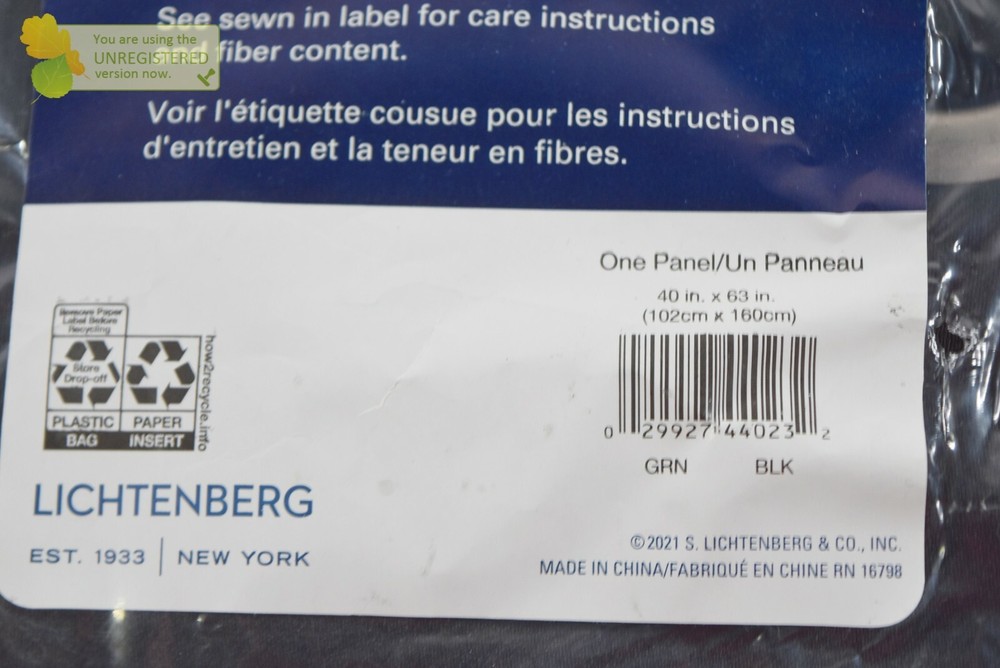 See sewn in label for care instructions
and fiber content.
You are using the
UNREGISTERED
version now.
Voir l'étiquette cousue pour les instructions
d'entretien et la teneur en fibres.
One Panel/Un Panneau
40 in. x 63 in.
(102cm x 160cm)
0 29927 44023 2
GRN BLK
Remove Paper
Label Before
Recycling
Store
Drop-off
PLASTIC PAPER
BAG INSERT
how2recycle.info
LICHTENBERG
EST. 1933 | NEW YORK
©2021 S. LICHTENBERG & CO., INC.
MADE IN CHINA/FABRIQUÉ EN CHINE RN 16798